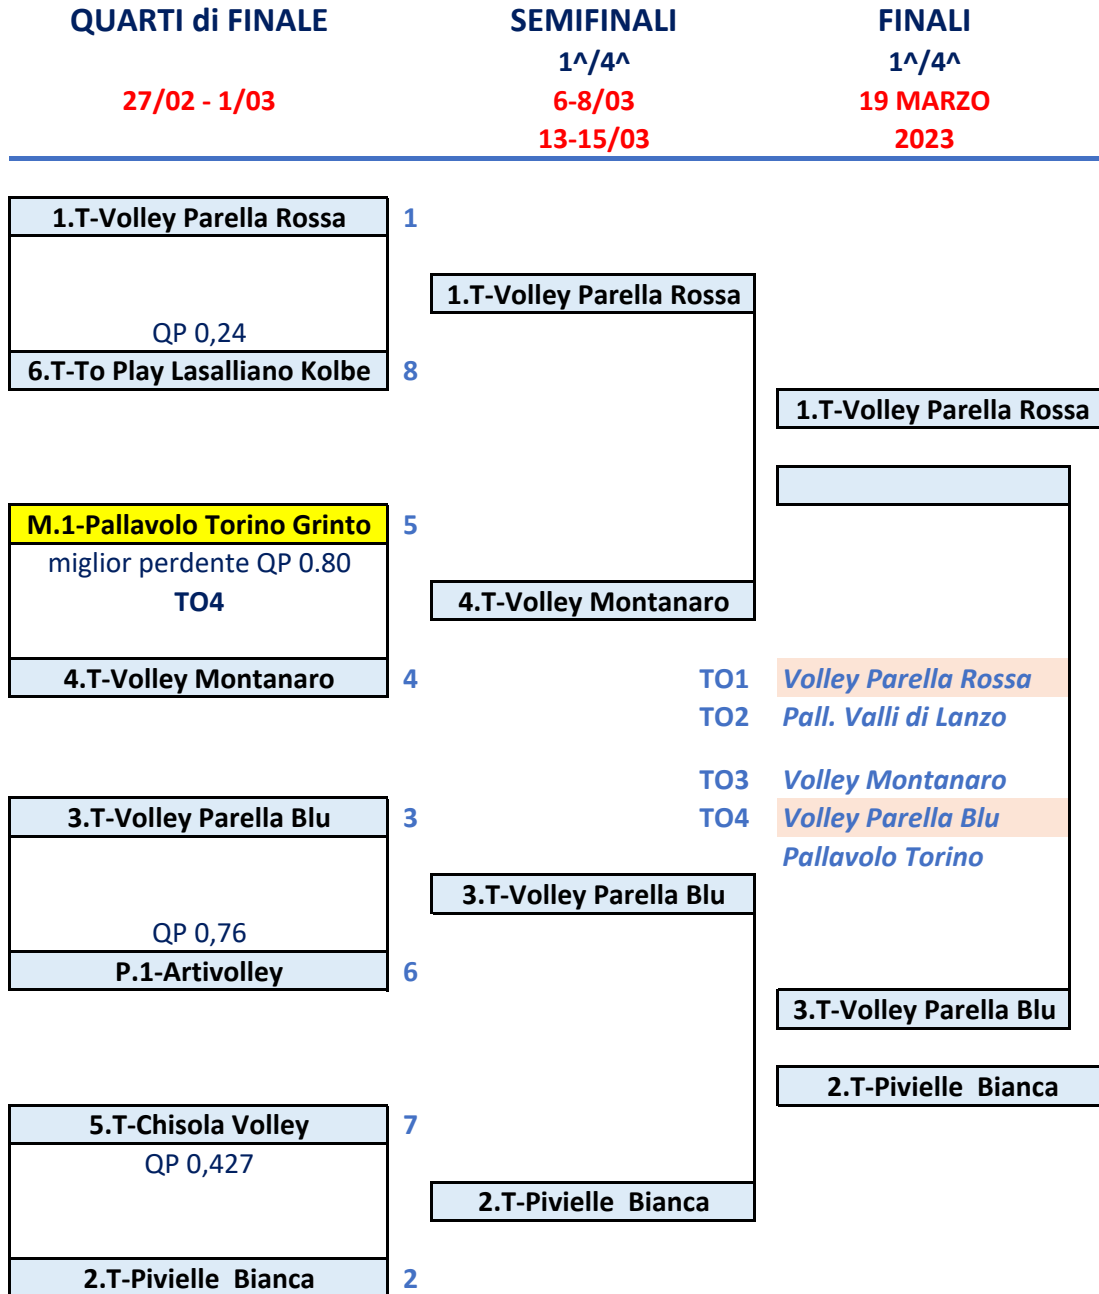 QUARTI di FINALE SEMIFINALI FINALI
1^/4^ 1^/4^
27/02 - 1/03 6-8/03 19 MARZO
13-15/03 2023
1.T-Volley Parella Rossa 1
1.T-Volley Parella Rossa
QP 0,24
6.T-To Play Lasalliano Kolbe 8
1.T-Volley Parella Rossa
M.1-Pallavolo Torino Grinto 5
miglior perdente QP 0.80
TO4 4.T-Volley Montanaro
4.T-Volley Montanaro 4 TO1 Volley Parella Rossa
TO2 Pall. Valli di Lanzo
TO3 Volley Montanaro
3.T-Volley Parella Blu 3 TO4 Volley Parella Blu
Pallavolo Torino
3.T-Volley Parella Blu
QP 0,76
P.1-Artivolley 6
3.T-Volley Parella Blu
2.T-Pivielle  Bianca
5.T-Chisola Volley 7
QP 0,427
2.T-Pivielle  Bianca
2.T-Pivielle  Bianca 2